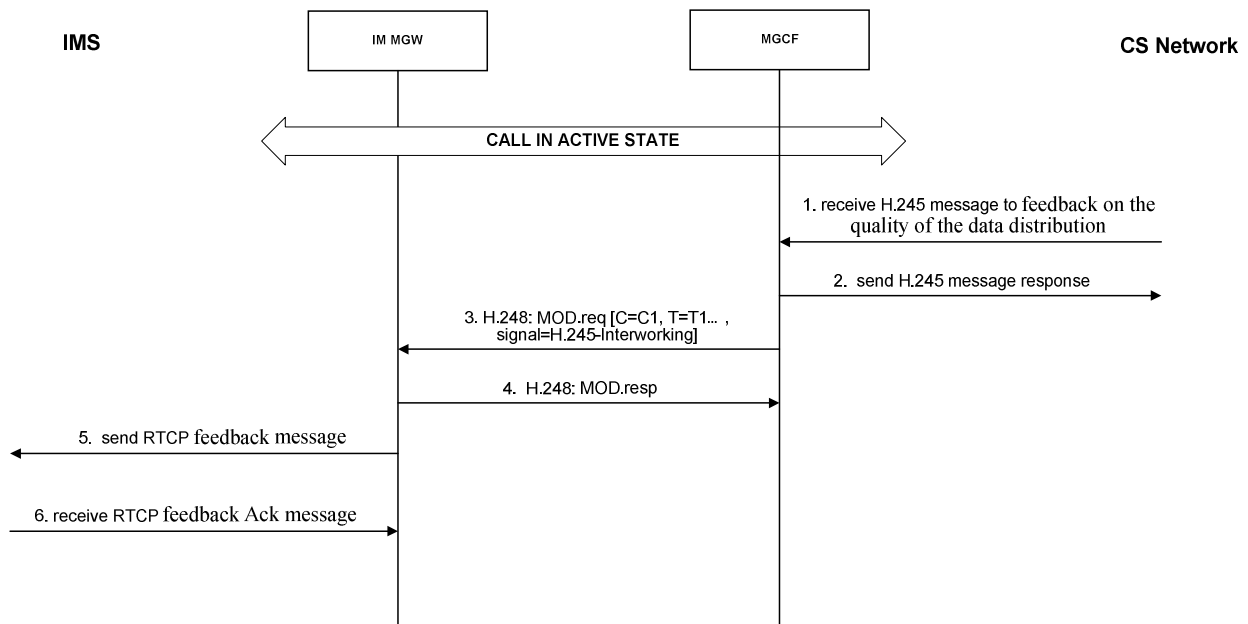 IMS
IM MGW
MGCF
CS Network
CALL IN ACTIVE STATE
1. receive H.245 message to feedback on the
quality of the data distribution
2. send H.245 message response
3. H.248: MOD.req [C=C1, T=T1... ,
signal=H.245-Interworking]
4. H.248: MOD.resp
5. send RTCP feedback message
6. receive RTCP feedback Ack message